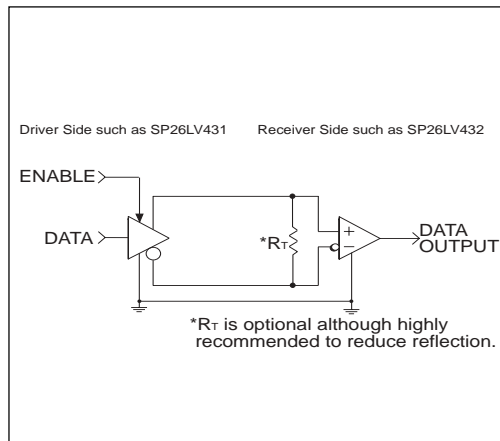 Driver Side such as SP26LV431
Receiver Side such as SP26LV432
ENABLE
DATA
*RT
+
−
DATA
OUTPUT
*RT is optional although highly
recommended to reduce reflection.